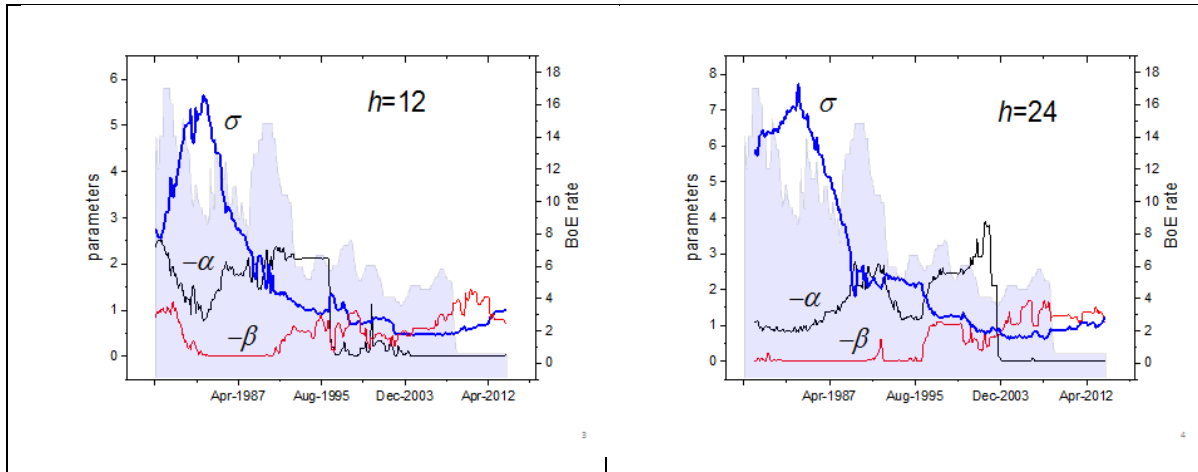 h=12
σ
−α
−β
parameters
BoE rate
6
5
4
3
2
1
0
18
16
14
12
10
8
6
4
2
0
Apr-1987
Aug-1995
Dec-2003
Apr-2012
3
h=24
σ
−α
−β
parameters
BoE rate
8
7
6
5
4
3
2
1
0
18
16
14
12
10
8
6
4
2
0
Apr-1987
Aug-1995
Dec-2003
Apr-2012
4